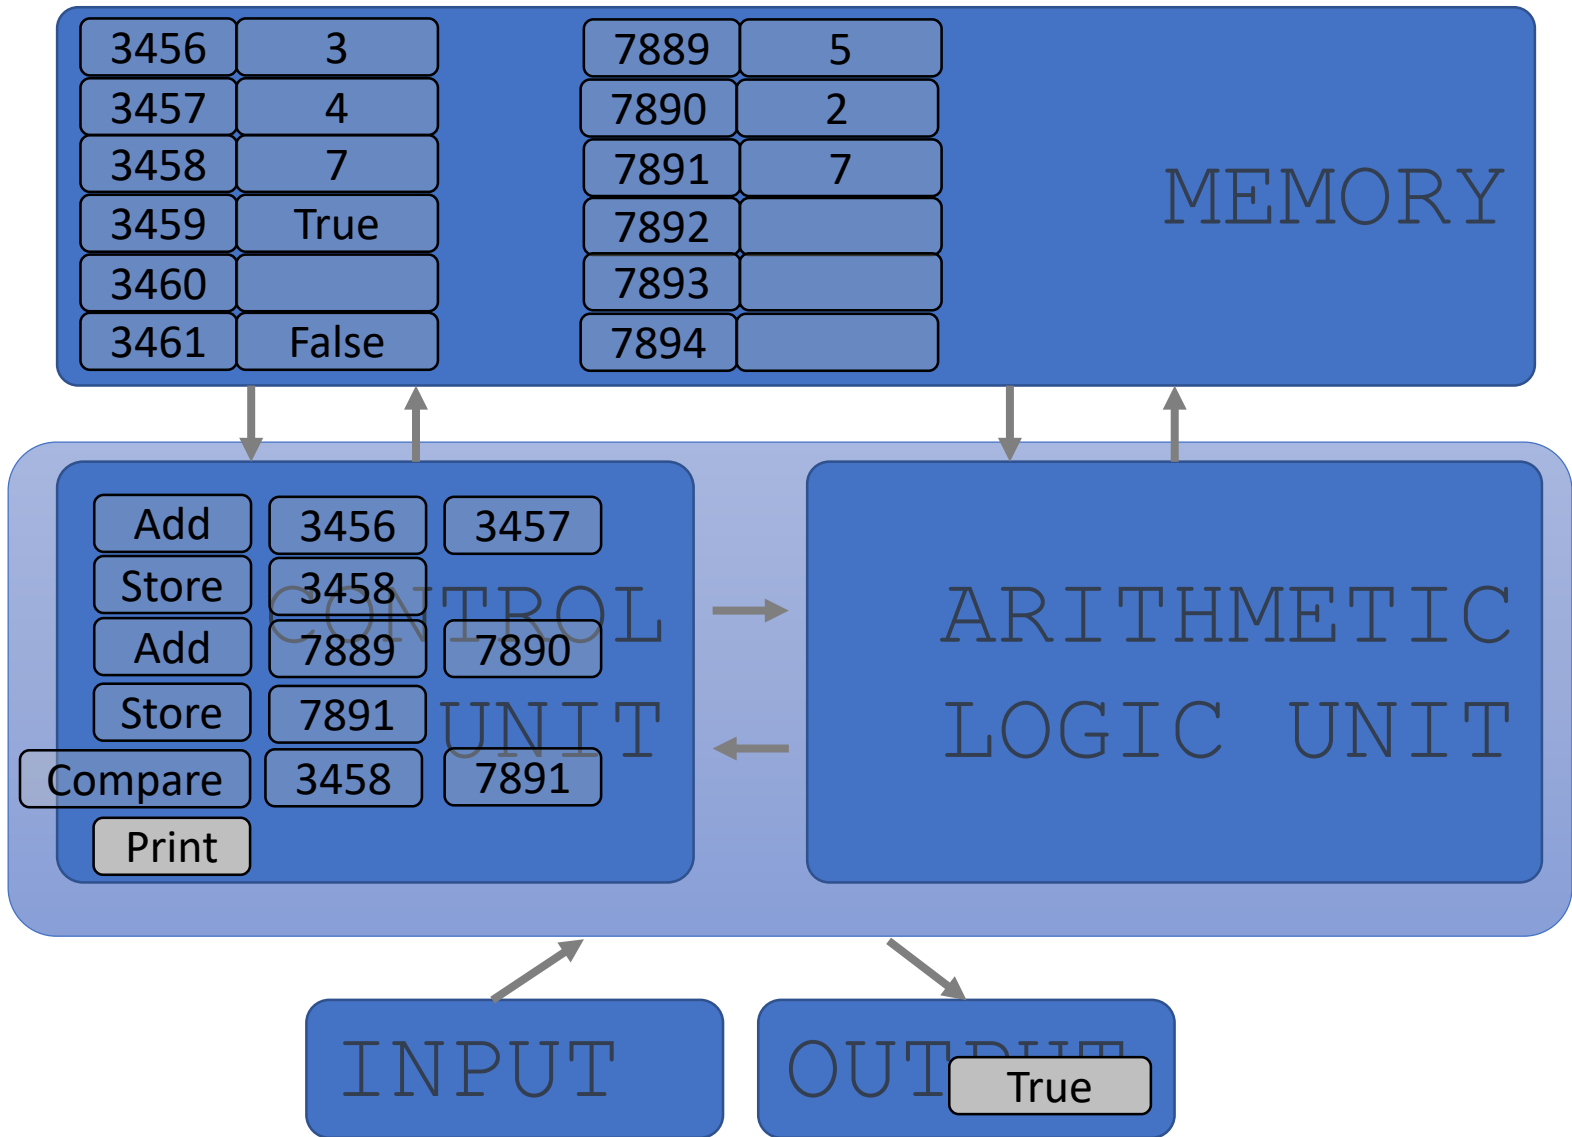 3456 3
3457 4
3458 7
3459 True
3460
3461 False
7889 5
7890 2
7891 7
7892
7893
7894
MEMORY
Add 3456 3457
Store 3458
Add 7889 7890
Store 7891
Compare 3458 7891
Print
CONTROL
UNIT
ARITHMETIC
LOGIC UNIT
INPUT
OUTPUT
True